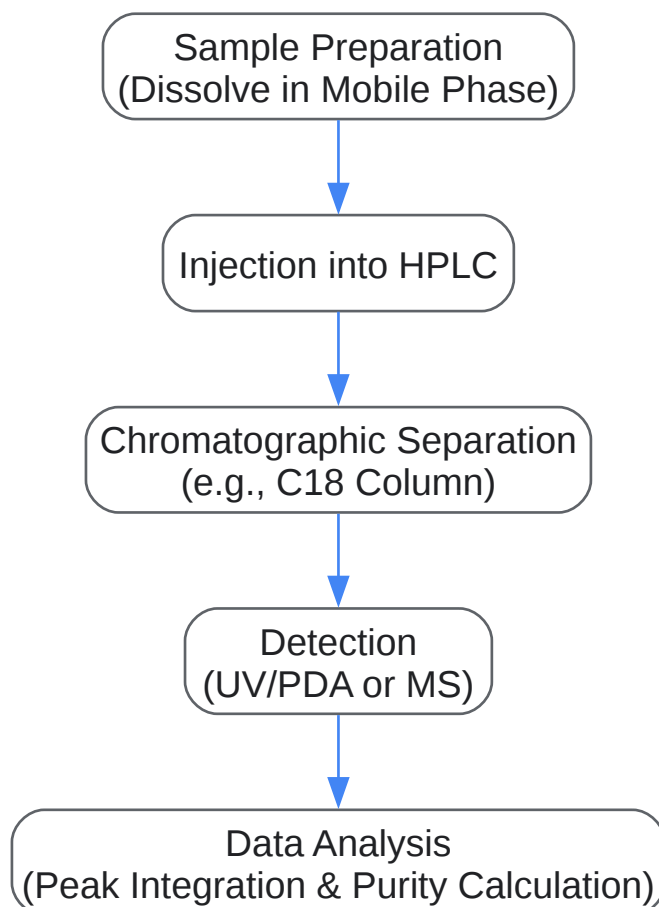 Sample Preparation
(Dissolve in Mobile Phase)
Injection into HPLC
Chromatographic Separation
(e.g., C18 Column)
Detection
(UV/PDA or MS)
Data Analysis
(Peak Integration & Purity Calculation)